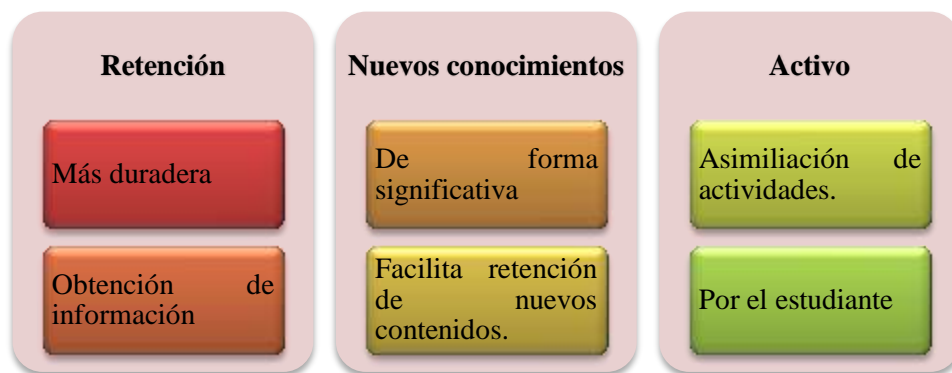 Retención
Más duradera
Obtención de
información
Nuevos conocimientos
De forma
significativa
Facilita retención
de nuevos
contenidos.
Activo
Asimiliación de
actividades.
Por el estudiante